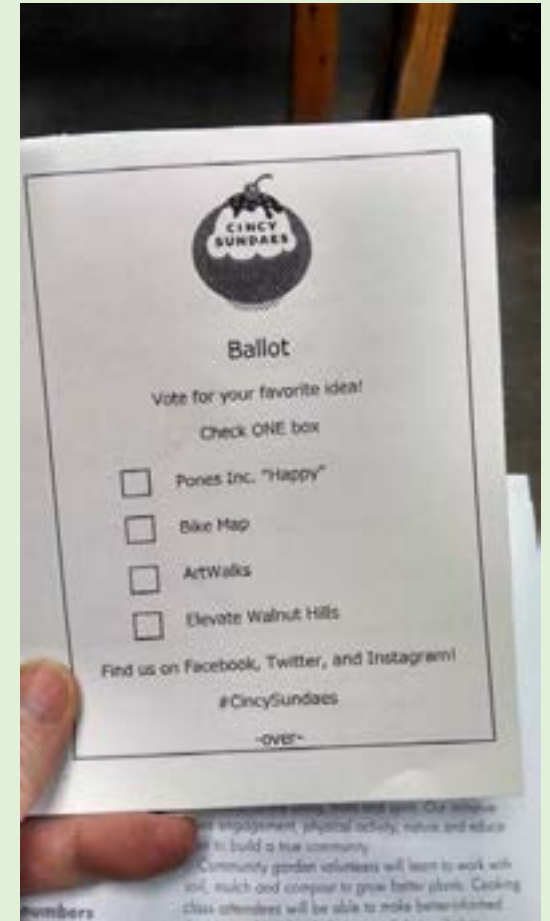 CINCY
SUNDAES
Ballot
Vote for your favorite idea!
Check ONE box
Pones Inc. "Happy"
Bike Map
ArtWalks
Elevate Walnut Hills
Find us on Facebook, Twitter, and Instagram!
#CincySundaes
-over-
engagement, physical activity, nature and
to build a true community.
Community garden volunteers will learn to work with
soil, mulch and compost to grow better plants. Cooking
class attendees will be able to make better-informed